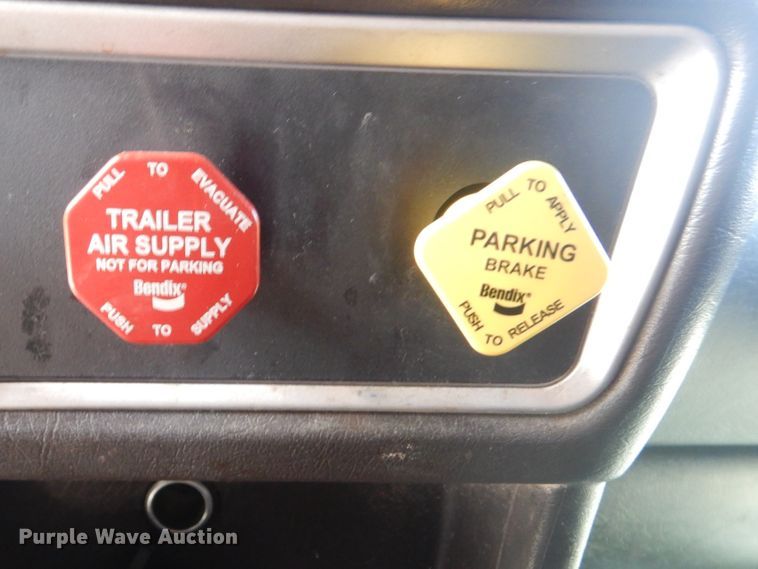 PULL TO EVACUATE
TRAILER
AIR SUPPLY
NOT FOR PARKING
Bendix®
PUSH TO SUPPLY
PULL TO APPLY
PARKING
BRAKE
Bendix®
PUSH TO RELEASE
Purple Wave Auction